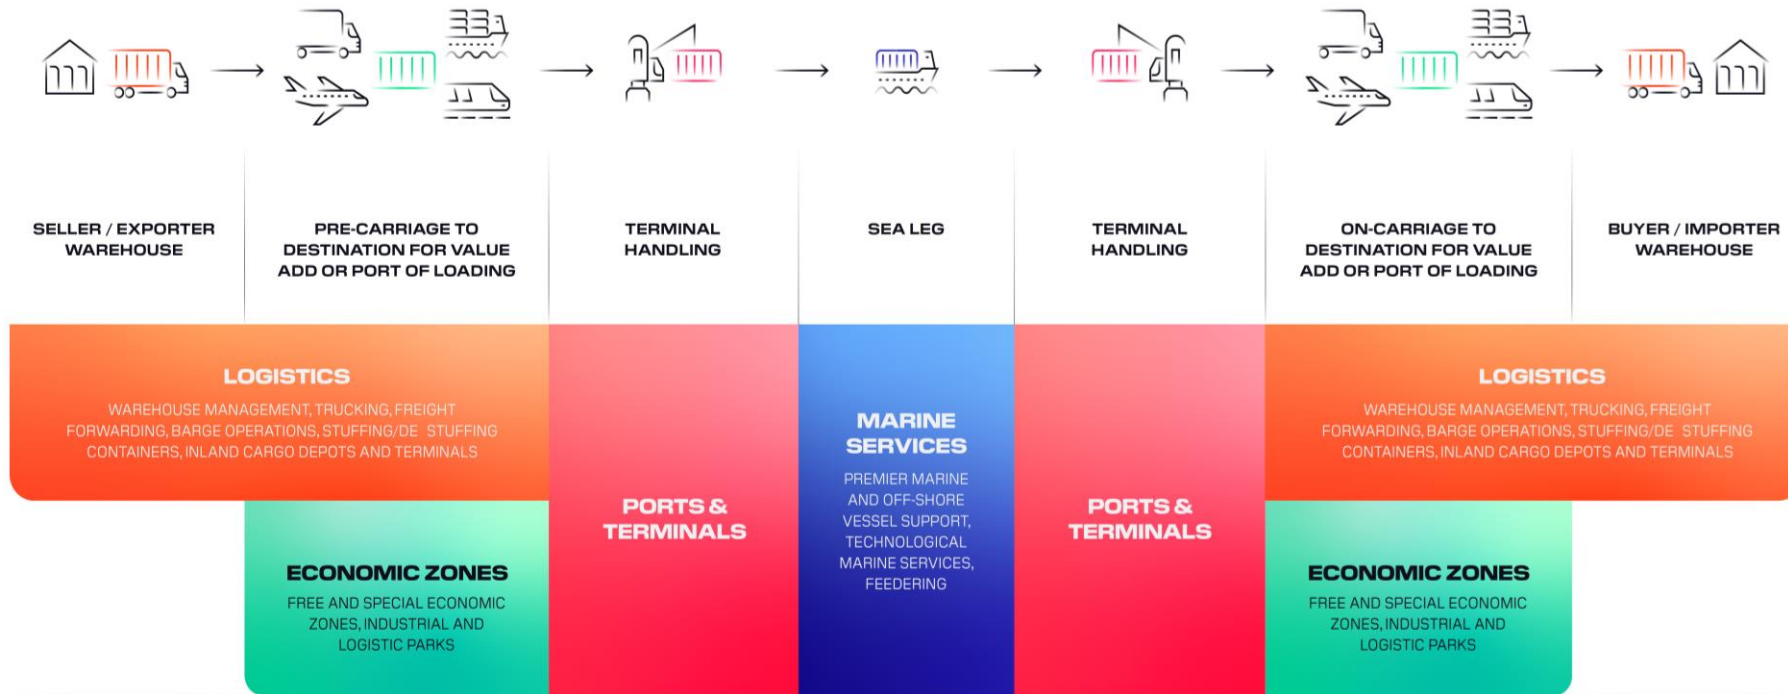 SELLER / EXPORTER
WAREHOUSE
PRE-CARRIAGE TO
DESTINATION FOR VALUE
ADD OR PORT OF LOADING
TERMINAL
HANDLING
SEA LEG
TERMINAL
HANDLING
ON-CARRIAGE TO
DESTINATION FOR VALUE
ADD OR PORT OF LOADING
BUYER / IMPORTER
WAREHOUSE
LOGISTICS
WAREHOUSE MANAGEMENT, TRUCKING, FREIGHT
FORWARDING, BARGE OPERATIONS, STUFFING/DE STUFFING
CONTAINERS, INLAND CARGO DEPOTS AND TERMINALS
ECONOMIC ZONES
FREE AND SPECIAL ECONOMIC
ZONES, INDUSTRIAL AND
LOGISTIC PARKS
PORTS &
TERMINALS
MARINE
SERVICES
PREMIER MARINE
AND OFF-SHORE
VESSEL SUPPORT,
TECHNOLOGICAL
MARINE SERVICES,
FEEDERING
PORTS &
TERMINALS
LOGISTICS
WAREHOUSE MANAGEMENT, TRUCKING, FREIGHT
FORWARDING, BARGE OPERATIONS, STUFFING/DE STUFFING
CONTAINERS, INLAND CARGO DEPOTS AND TERMINALS
ECONOMIC ZONES
FREE AND SPECIAL ECONOMIC
ZONES, INDUSTRIAL AND
LOGISTIC PARKS